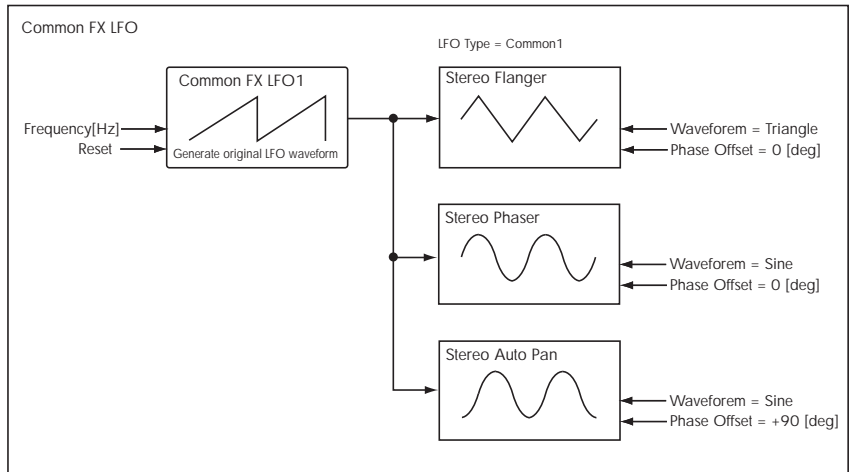 Common FX LFO
LFO Type = Common1
Common FX LFO1
Generate original LFO waveform
Frequency[Hz]
Reset
Stereo Flanger
Waveforem = Triangle
Phase Offset = 0 [deg]
Stereo Phaser
Waveforem = Sine
Phase Offset = 0 [deg]
Stereo Auto Pan
Waveforem = Sine
Phase Offset = +90 [deg]